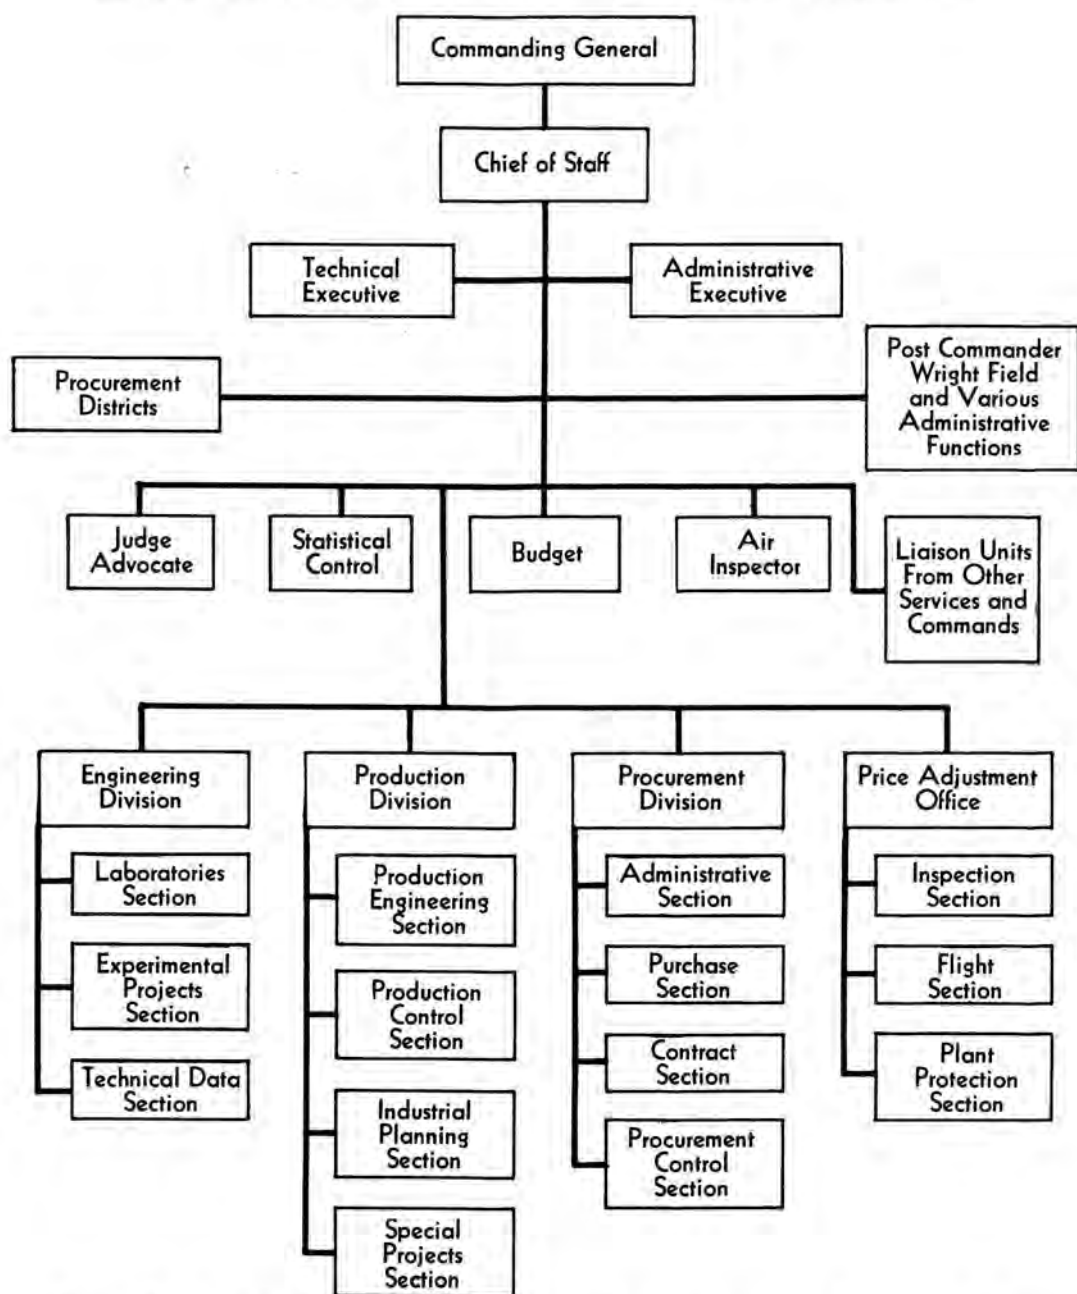 Commanding General
Chief of Staff
Technical
Executive
Administrative
Executive
Procurement
Districts
Post Commander
Wright Field
and Various
Administrative
Functions
Judge
Advocate
Statistical
Control
Budget
Air
Inspector
Liaison Units
From Other
Services and
Commands
Engineering
Division
Production
Division
Procurement
Division
Price Adjustment
Office
Laboratories
Section
Experimental
Projects
Section
Technical Data
Section
Production
Engineering
Section
Production
Control
Section
Industrial
Planning
Section
Special
Projects
Section
Administrative
Section
Purchase
Section
Contract
Section
Procurement
Control
Section
Inspection
Section
Flight
Section
Plant
Protection
Section